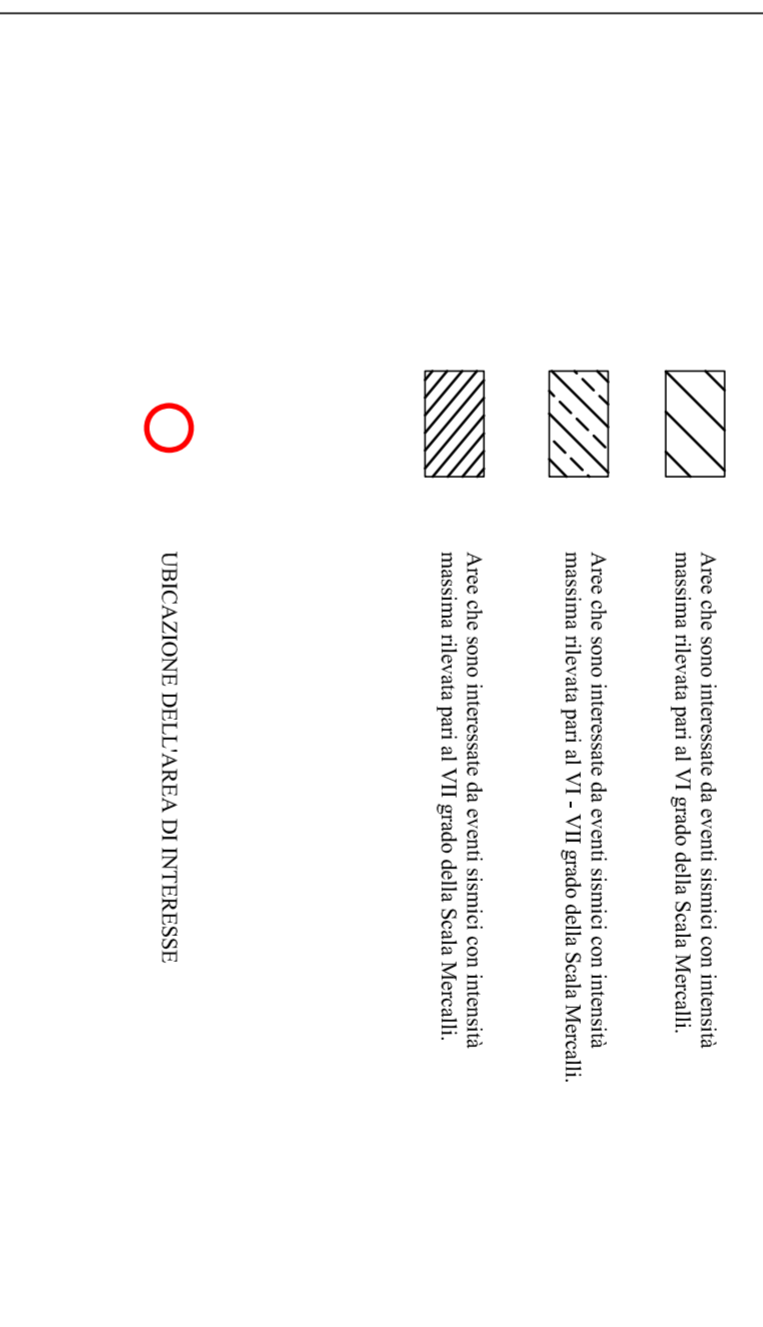 Aree che sono interessate da eventi sismici con intensità
massima rilevata pari al VI grado della Scala Mercalli.
Aree che sono interessate da eventi sismici con intensità
massima rilevata pari al VI - VII grado della Scala Mercalli.
Aree che sono interessate da eventi sismici con intensità
massima rilevata pari al VII grado della Scala Mercalli.
UBICAZIONE DELL'AREA DI INTERESSE